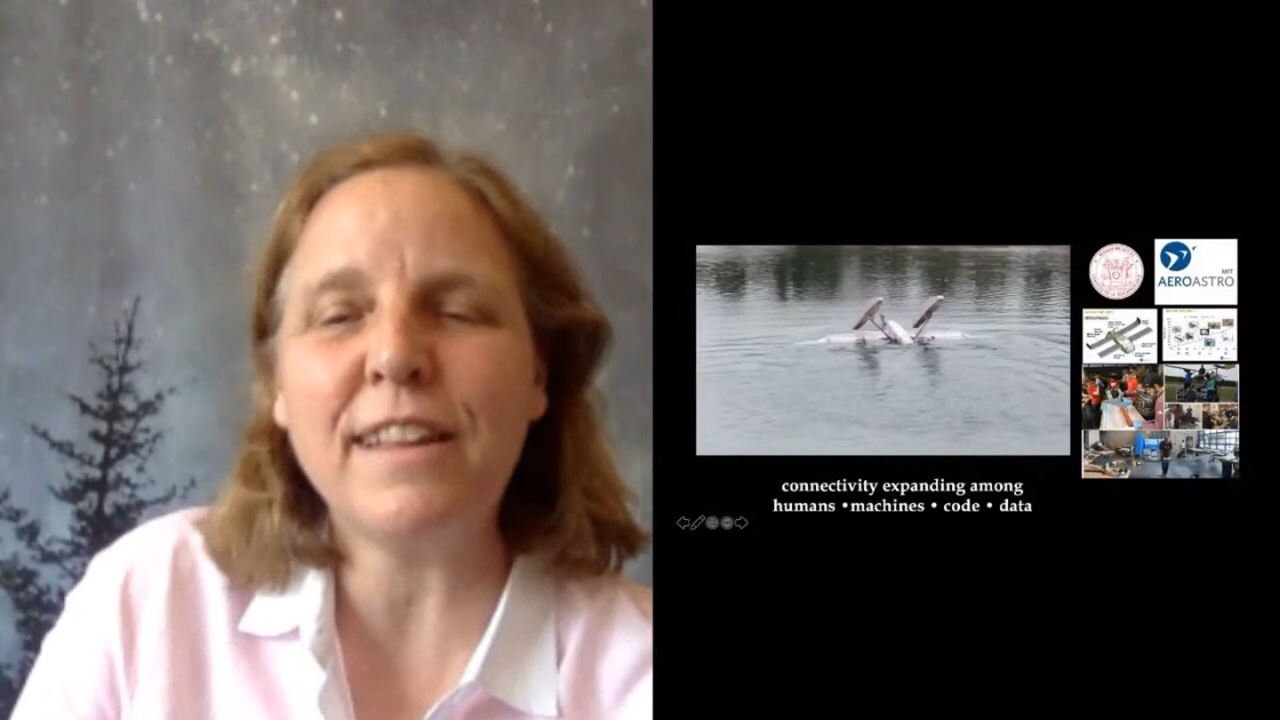 MIT
AEROASTRO
connectivity expanding among
humans •machines • code • data